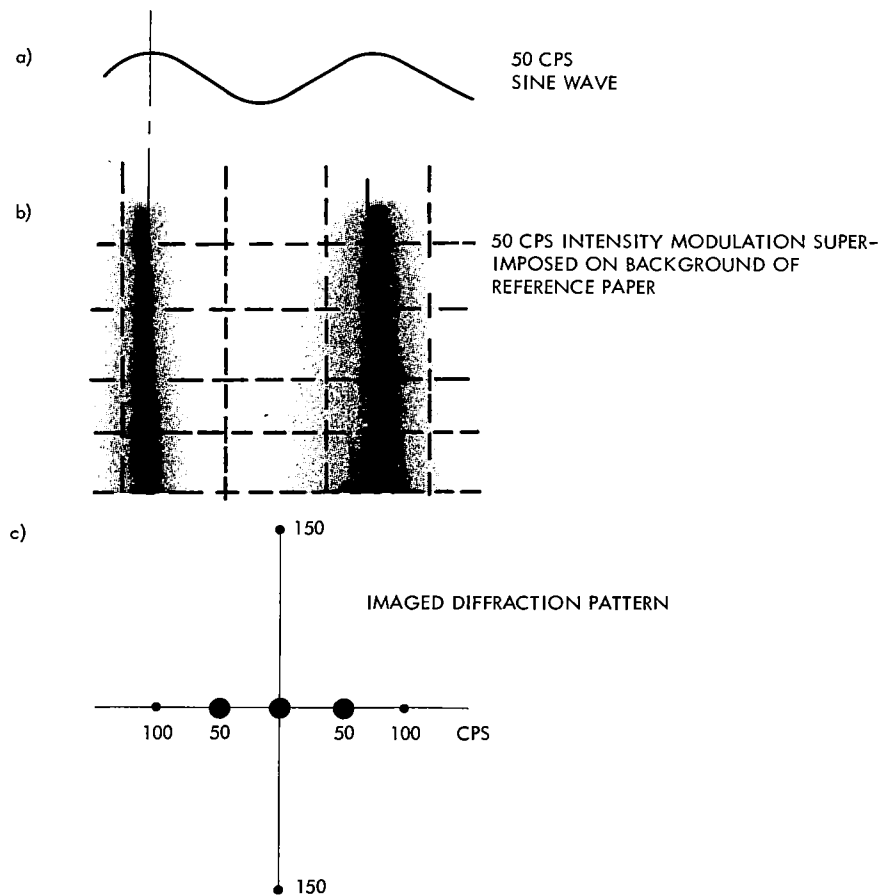 a)
50 CPS
SINE WAVE
b)
50 CPS INTENSITY MODULATION SUPER-
IMPOSED ON BACKGROUND OF
REFERENCE PAPER
c)
150
IMAGED DIFFRACTION PATTERN
100 50 50 100 CPS
150